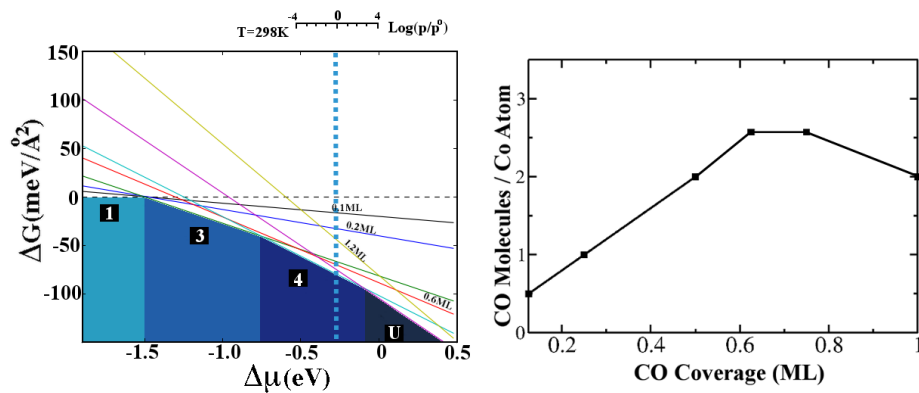 -4 0 4
T=298K Log(p/p°)
150
100
50
0
-50
-100
ΔG(meV/Å²)
0.1ML
0.2ML
1.2ML
0.6ML
1
3
4
U
-1.5 -1.0 -0.5 0 0.5
Δμ(eV)
3
2
1
0
CO Molecules / Co Atom
0.2 0.4 0.6 0.8 1
CO Coverage (ML)